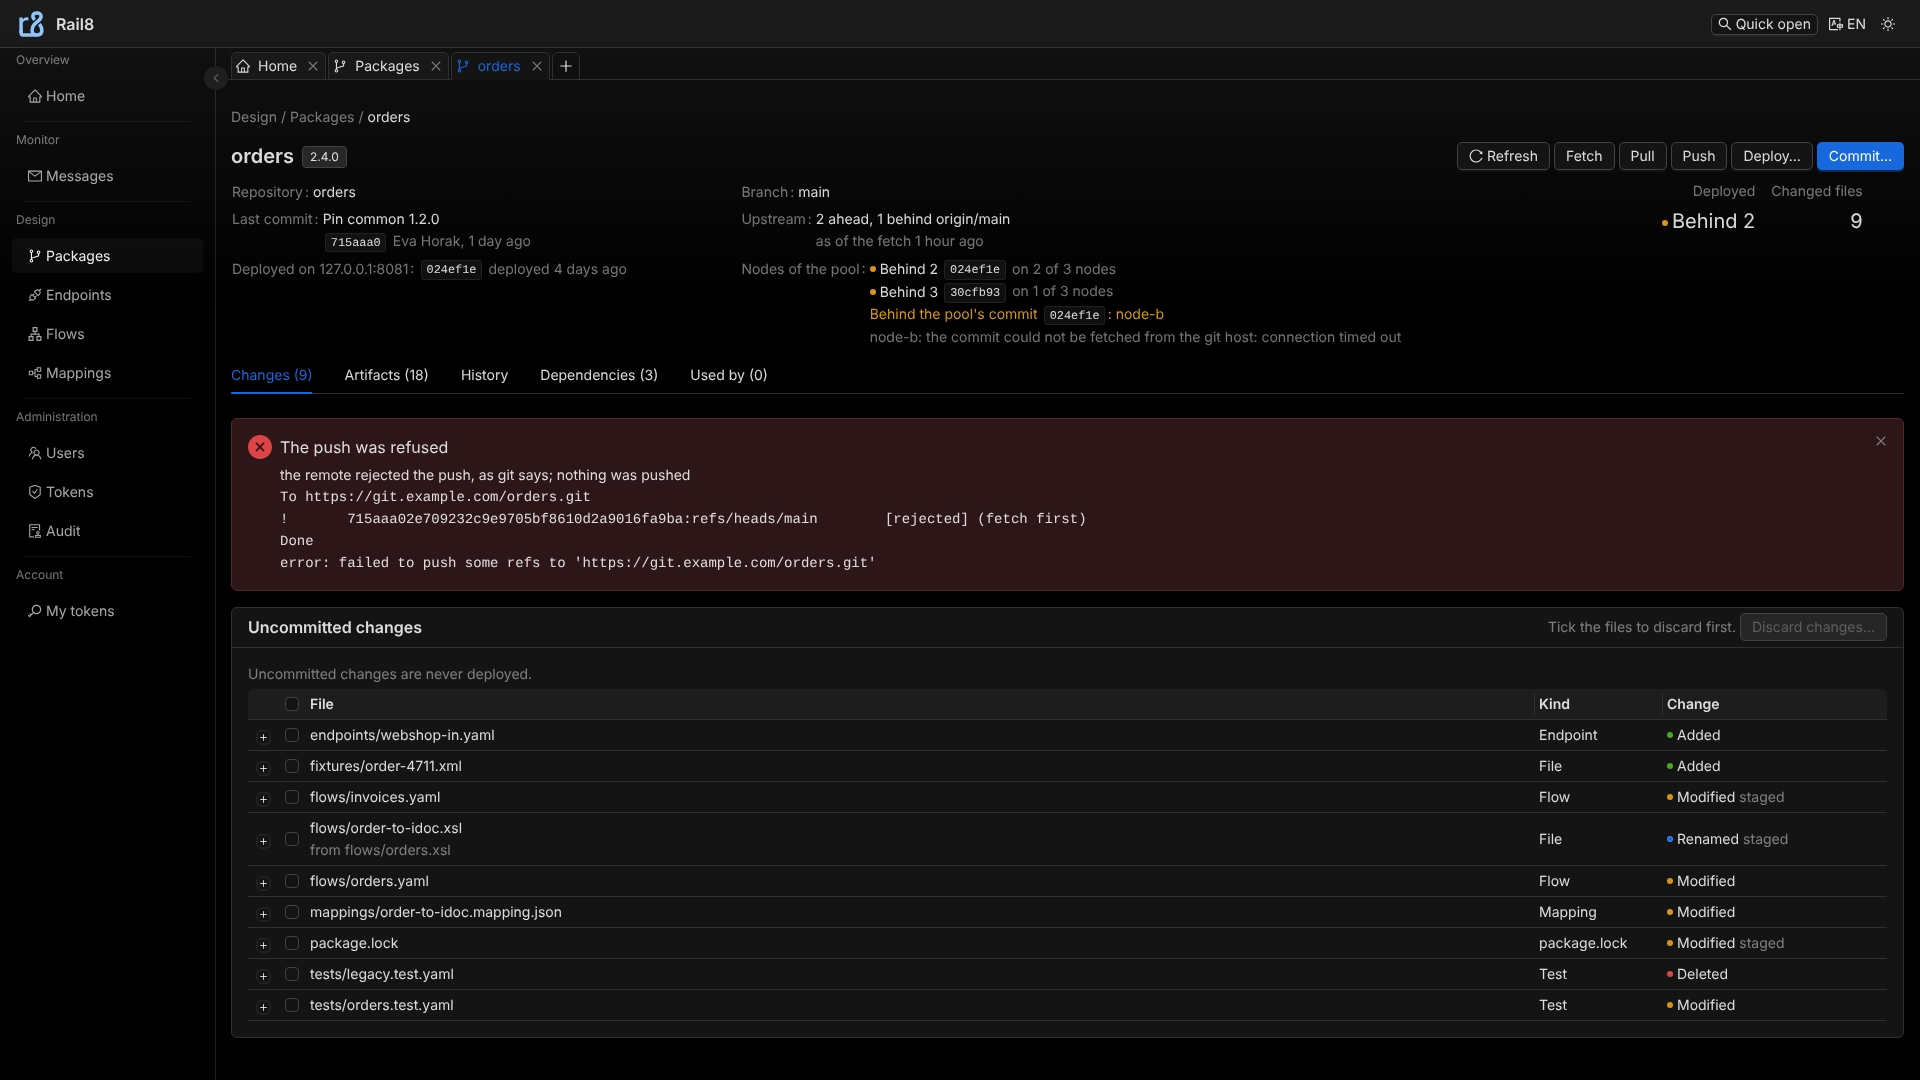 Rail8
Quick open
EN
Overview
Home
Monitor
Messages
Design
Packages
Endpoints
Flows
Mappings
Administration
Users
Tokens
Audit
Account
My tokens
Home
Packages
orders
Design / Packages / orders
orders 2.4.0
Refresh
Fetch
Pull
Push
Deploy...
Commit...
Repository: orders
Branch: main
Deployed
Behind 2
Changed files
9
Last commit: Pin common 1.2.0
715aaa0 Eva Horak, 1 day ago
Upstream: 2 ahead, 1 behind origin/main
as of the fetch 1 hour ago
Deployed on 127.0.0.1:8081: 024ef1e deployed 4 days ago
Nodes of the pool: Behind 2 024ef1e on 2 of 3 nodes
Behind 3 30cfb93 on 1 of 3 nodes
Behind the pool's commit 024ef1e : node-b
node-b: the commit could not be fetched from the git host: connection timed out
Changes (9)
Artifacts (18)
History
Dependencies (3)
Used by (0)
The push was refused
the remote rejected the push, as git says; nothing was pushed
To https://git.example.com/orders.git
! 715aaa02e709232c9e9705bf8610d2a9016fa9ba:refs/heads/main [rejected] (fetch first)
Done
error: failed to push some refs to 'https://git.example.com/orders.git'
Uncommitted changes
Tick the files to discard first.
Discard changes...
Uncommitted changes are never deployed.
File Kind Change
endpoints/webshop-in.yaml Endpoint Added
fixtures/order-4711.xml File Added
flows/invoices.yaml Flow Modified staged
flows/order-to-idoc.xsl File Renamed staged
from flows/orders.xsl
flows/orders.yaml Flow Modified
mappings/order-to-idoc.mapping.json Mapping Modified
package.lock package.lock Modified staged
tests/legacy.test.yaml Test Deleted
tests/orders.test.yaml Test Modified